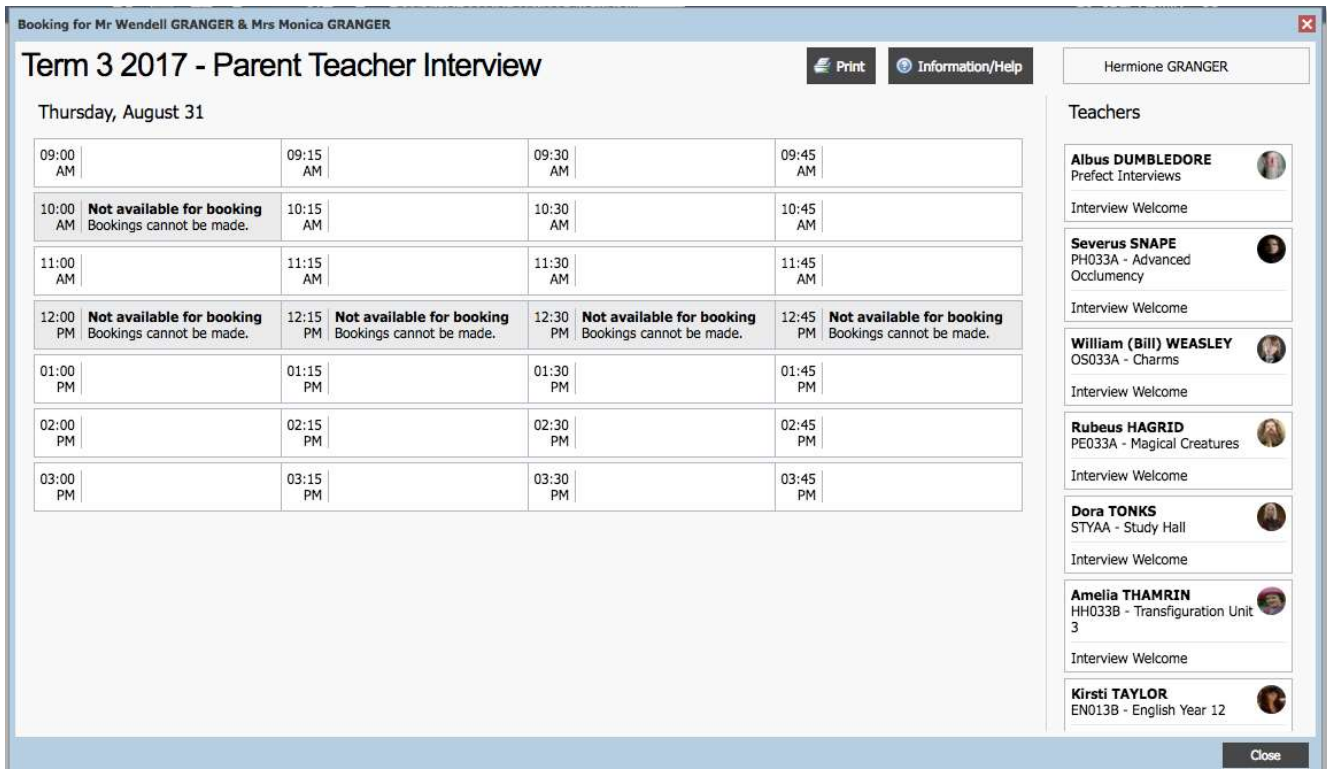 Booking for Mr Wendell GRANGER & Mrs Monica GRANGER
Term 3 2017 - Parent Teacher Interview
Print
Information/Help
Hermione GRANGER
Thursday, August 31
09:00
AM
09:15
AM
09:30
AM
09:45
AM
10:00 Not available for booking
AM Bookings cannot be made.
10:15
AM
10:30
AM
10:45
AM
11:00
AM
11:15
AM
11:30
AM
11:45
AM
12:00 Not available for booking
PM Bookings cannot be made.
12:15 Not available for booking
PM Bookings cannot be made.
12:30 Not available for booking
PM Bookings cannot be made.
12:45 Not available for booking
PM Bookings cannot be made.
01:00
PM
01:15
PM
01:30
PM
01:45
PM
02:00
PM
02:15
PM
02:30
PM
02:45
PM
03:00
PM
03:15
PM
03:30
PM
03:45
PM
Teachers
Albus DUMBLEDORE
Prefect Interviews
Interview Welcome
Severus SNAPE
PH033A - Advanced
Occlumency
Interview Welcome
William (Bill) WEASLEY
OS033A - Charms
Interview Welcome
Rubeus HAGRID
PE033A - Magical Creatures
Interview Welcome
Dora TONKS
STYAA - Study Hall
Interview Welcome
Amelia THAMRIN
HH033B - Transfiguration Unit
3
Interview Welcome
Kirsti TAYLOR
EN013B - English Year 12
Close